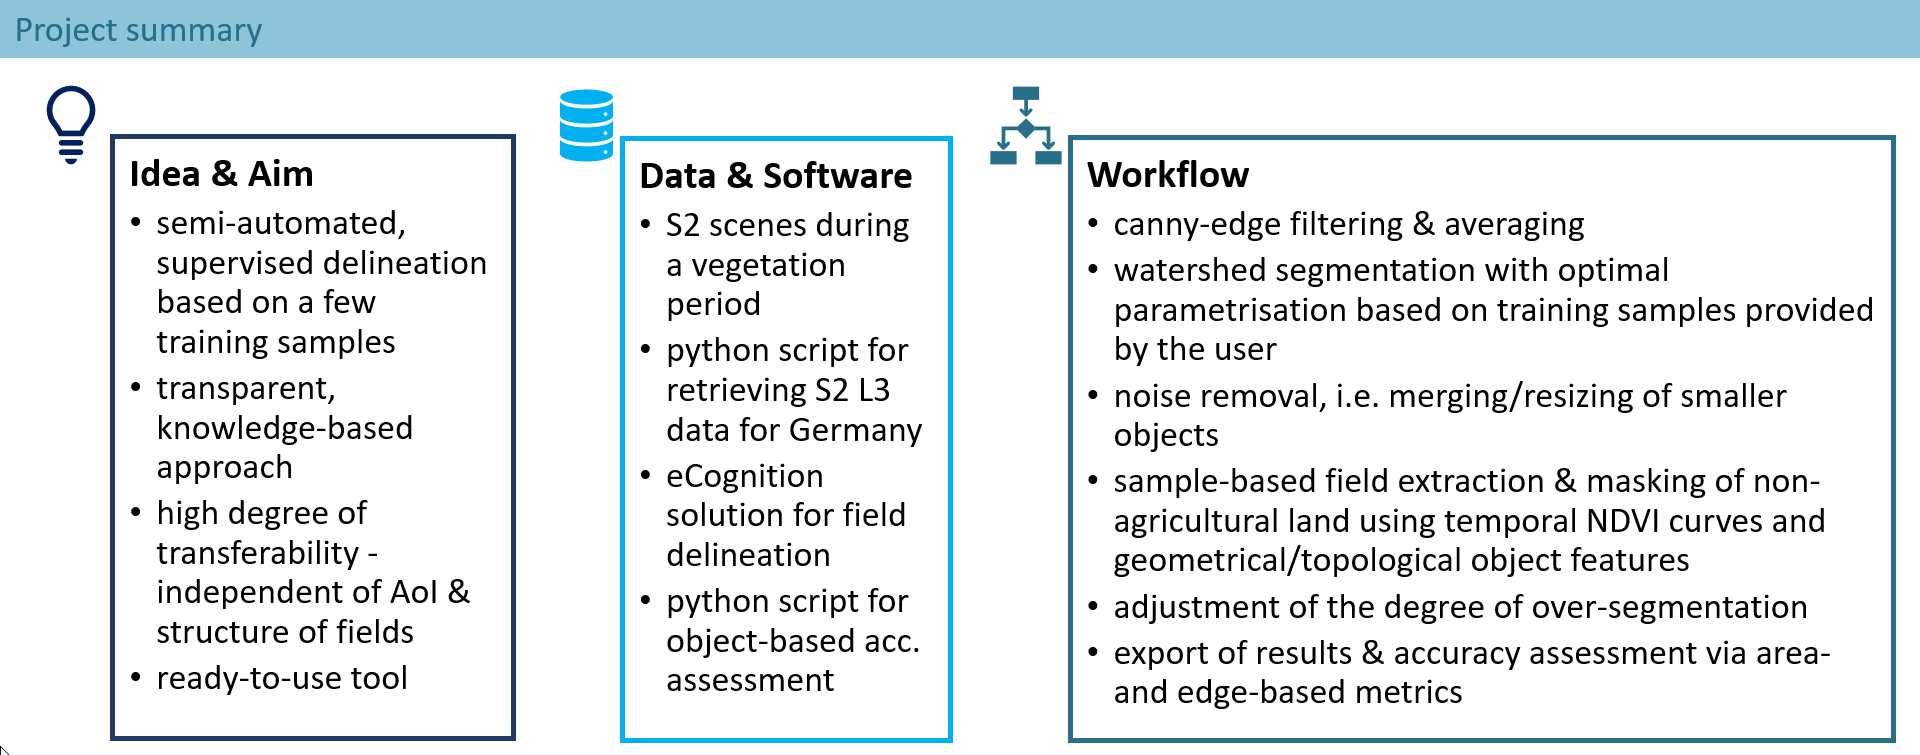 Project summary
Idea & Aim
• semi-automated,
supervised delineation
based on a few
training samples
• transparent,
knowledge-based
approach
• high degree of
transferability -
independent of AoI &
structure of fields
• ready-to-use tool
Data & Software
• S2 scenes during
a vegetation
period
• python script for
retrieving S2 L3
data for Germany
• eCognition
solution for field
delineation
• python script for
object-based acc.
assessment
Workflow
• canny-edge filtering & averaging
• watershed segmentation with optimal
parametrisation based on training samples provided
by the user
• noise removal, i.e. merging/resizing of smaller
objects
• sample-based field extraction & masking of non-
agricultural land using temporal NDVI curves and
geometrical/topological object features
• adjustment of the degree of over-segmentation
• export of results & accuracy assessment via area-
and edge-based metrics